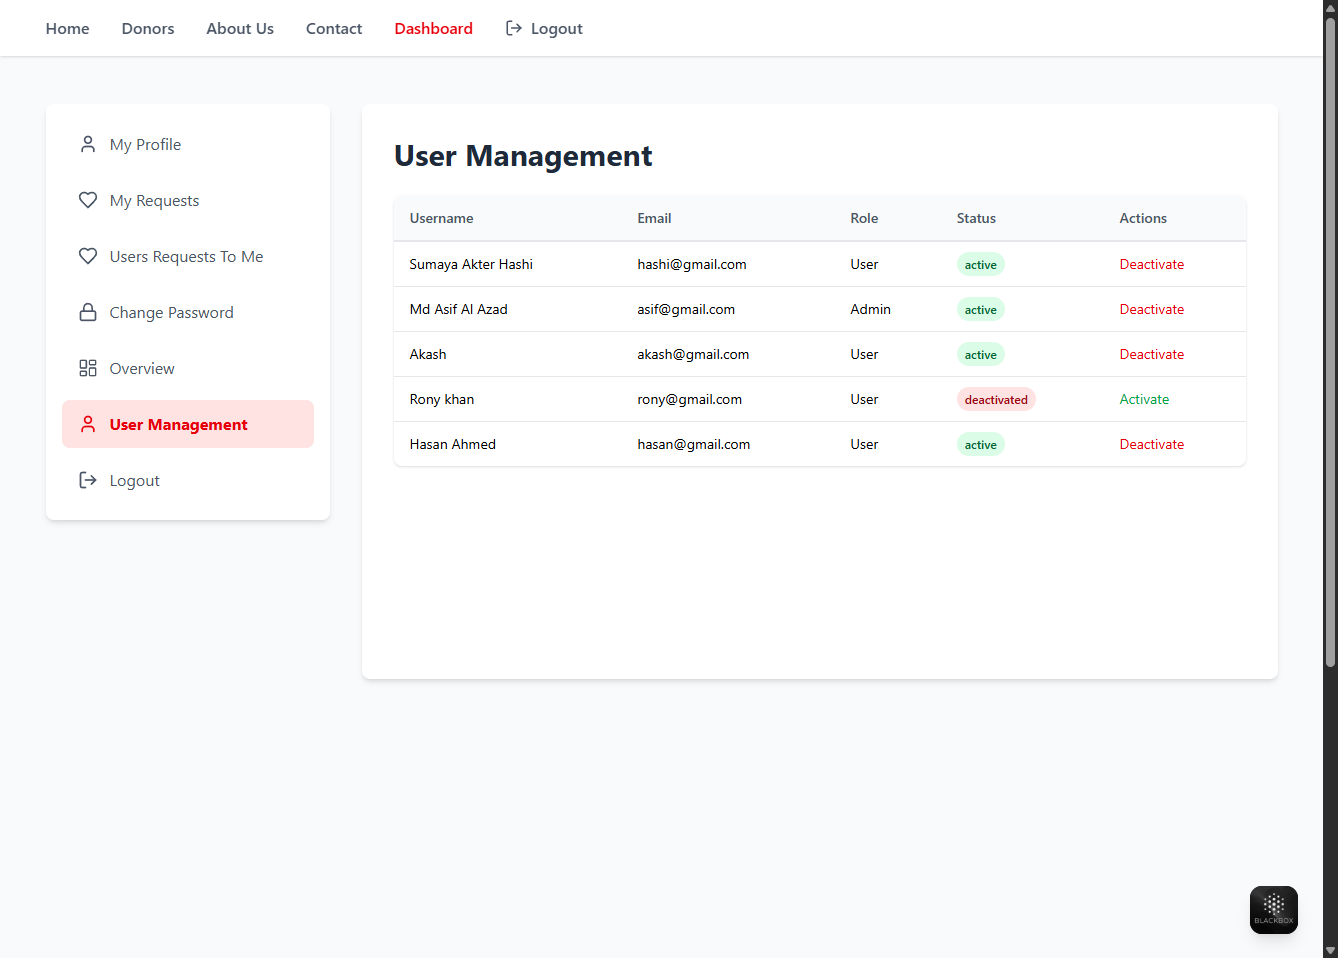 Home Donors About Us Contact Dashboard Logout
My Profile
My Requests
Users Requests To Me
Change Password
Overview
User Management
Logout
User Management
Username Email Role Status Actions
Sumaya Akter Hashi hashi@gmail.com User active Deactivate
Md Asif Al Azad asif@gmail.com Admin active Deactivate
Akash akash@gmail.com User active Deactivate
Rony khan rony@gmail.com User deactivated Activate
Hasan Ahmed hasan@gmail.com User active Deactivate
BLACKBOX